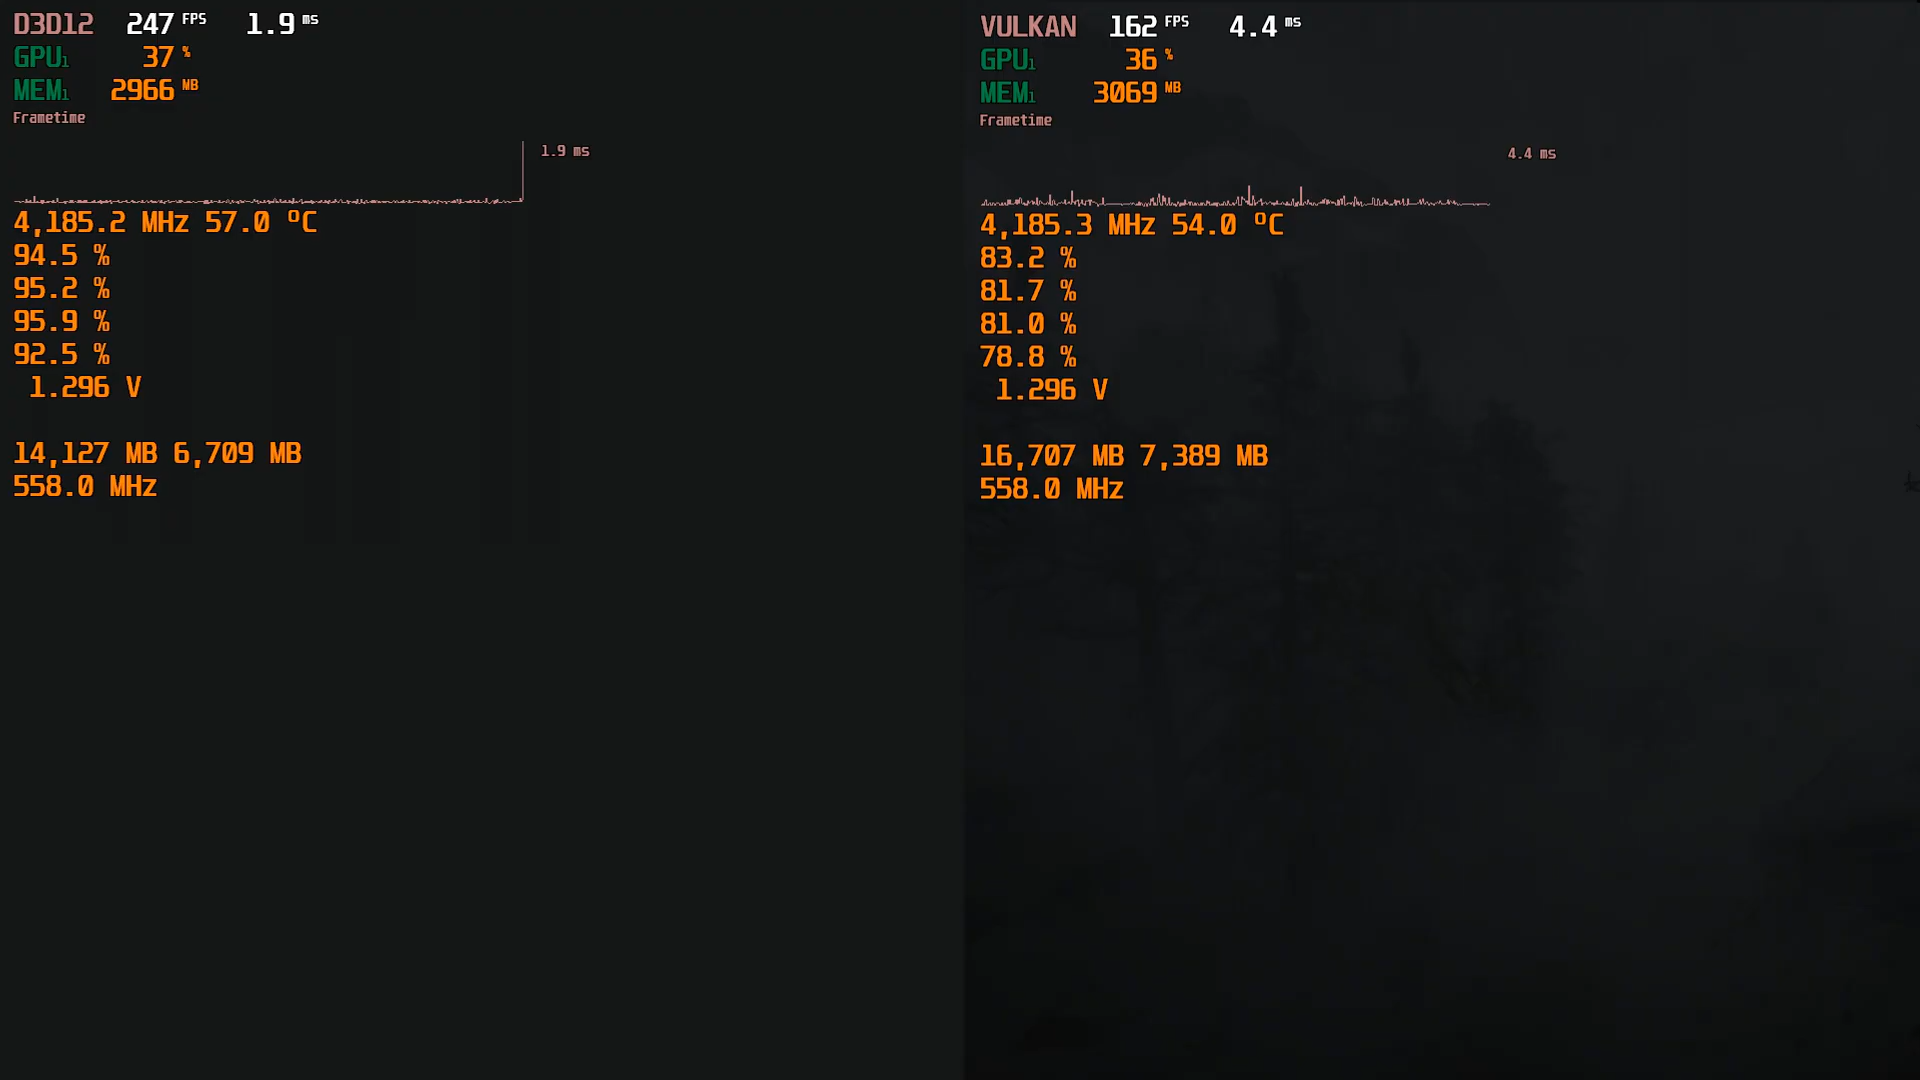 D3D12 247 FPS 1.9 ms
GPU1 37 %
MEM1 2966 MB
Frametime
1.9 ms
4,185.2 MHz 57.0 ºC
94.5 %
95.2 %
95.9 %
92.5 %
1.296 V
14,127 MB 6,709 MB
558.0 MHz
VULKAN 162 FPS 4.4 ms
GPU1 36 %
MEM1 3069 MB
Frametime
4.4 ms
4,185.3 MHz 54.0 ºC
83.2 %
81.7 %
81.0 %
78.8 %
1.296 V
16,707 MB 7,389 MB
558.0 MHz